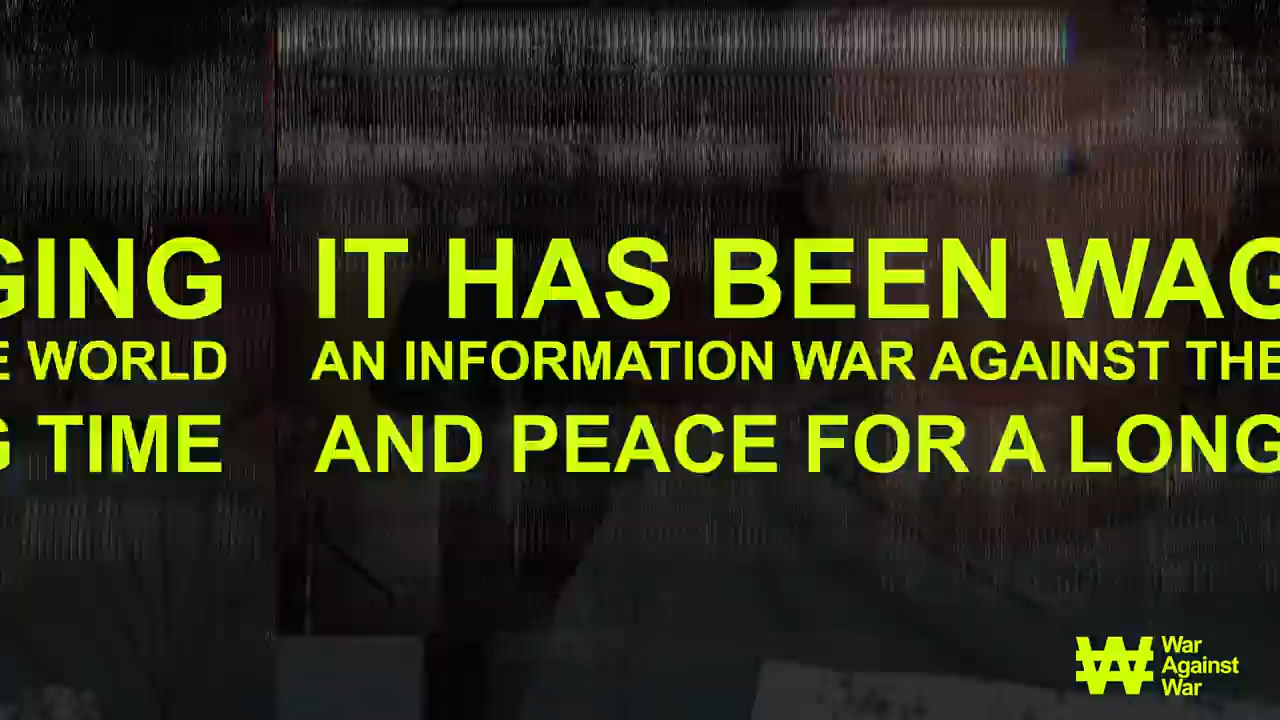 GING IT HAS BEEN WAG
E WORLD AN INFORMATION WAR AGAINST THE
G TIME AND PEACE FOR A LONG
War
Against
War